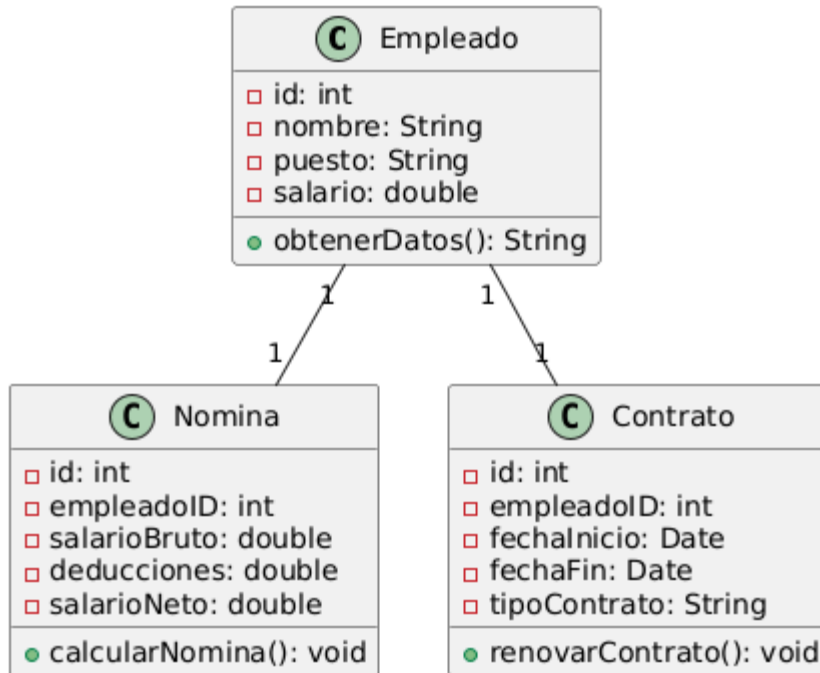 C Empleado
id: int
nombre: String
puesto: String
salario: double
obtenerDatos(): String
1
1
1
1
C Nomina
id: int
empleadoID: int
salarioBruto: double
deducciones: double
salarioNeto: double
calcularNomina(): void
C Contrato
id: int
empleadoID: int
fechaInicio: Date
fechaFin: Date
tipoContrato: String
renovarContrato(): void